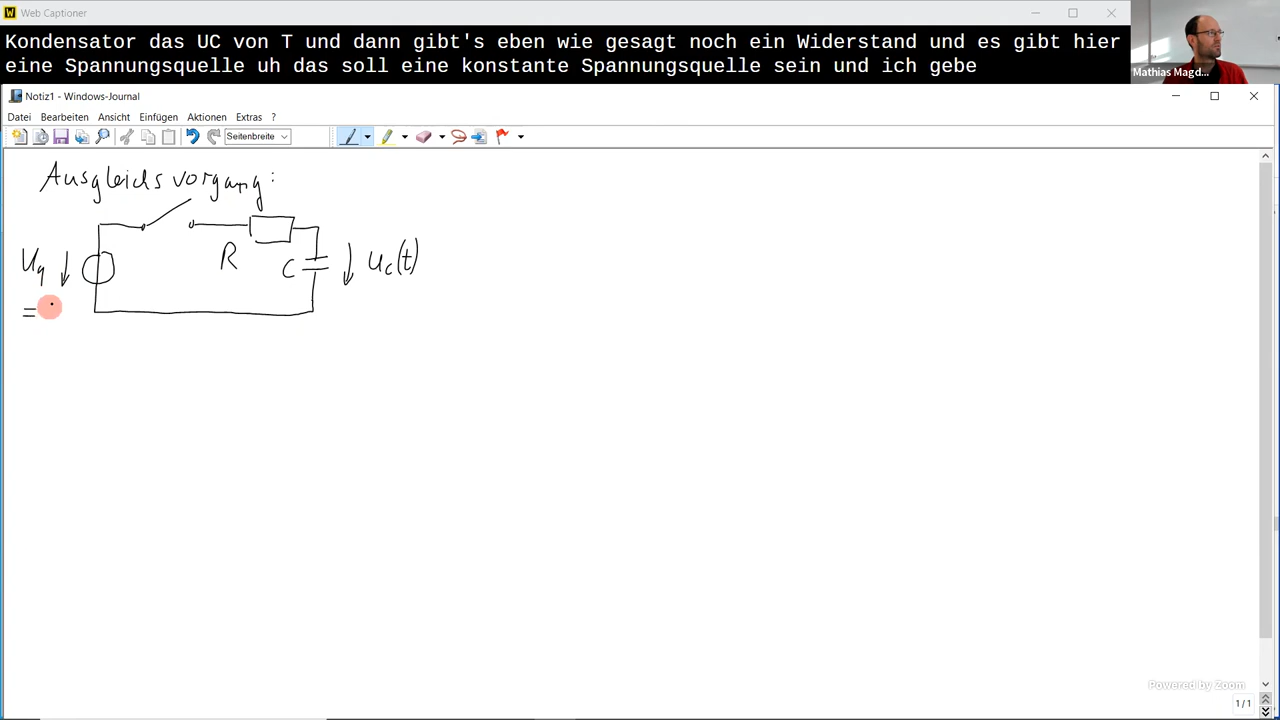 Web Captioner
Kondensator das UC von T und dann gibt's eben wie gesagt noch ein Widerstand und es gibt hier
eine Spannungsquelle uh das soll eine konstante Spannungsquelle sein und ich gebe
Mathias Magd...
Notiz1 - Windows-Journal
Datei Bearbeiten Ansicht Einfügen Aktionen Extras ?
Seitenbreite
Ausgleichsvorgang:
Uq R C uc(t)
=
Powered by Zoom
1/1